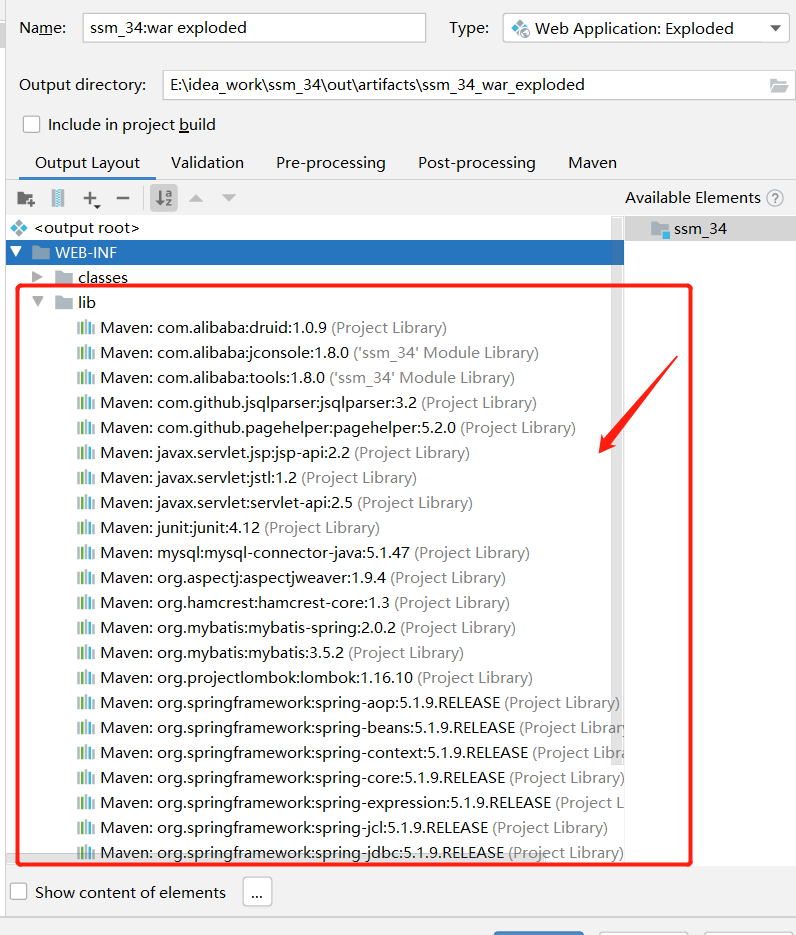 Name: ssm_34:war exploded Type: Web Application: Exploded
Output directory: E:\idea_work\ssm_34\out\artifacts\ssm_34_war_exploded
Include in project build
Output Layout Validation Pre-processing Post-processing Maven
Available Elements ?
<output root> ssm_34
WEB-INF
classes
lib
Maven: com.alibaba:druid:1.0.9 (Project Library)
Maven: com.alibaba:jconsole:1.8.0 ('ssm_34' Module Library)
Maven: com.alibaba:tools:1.8.0 ('ssm_34' Module Library)
Maven: com.github.jsqlparser:jsqlparser:3.2 (Project Library)
Maven: com.github.pagehelper:pagehelper:5.2.0 (Project Library)
Maven: javax.servlet.jsp:jsp-api:2.2 (Project Library)
Maven: javax.servlet:jstl:1.2 (Project Library)
Maven: javax.servlet:servlet-api:2.5 (Project Library)
Maven: junit:junit:4.12 (Project Library)
Maven: mysql:mysql-connector-java:5.1.47 (Project Library)
Maven: org.aspectj:aspectjweaver:1.9.4 (Project Library)
Maven: org.hamcrest:hamcrest-core:1.3 (Project Library)
Maven: org.mybatis:mybatis-spring:2.0.2 (Project Library)
Maven: org.mybatis:mybatis:3.5.2 (Project Library)
Maven: org.projectlombok:lombok:1.16.10 (Project Library)
Maven: org.springframework:spring-aop:5.1.9.RELEASE (Project Library)
Maven: org.springframework:spring-beans:5.1.9.RELEASE (Project Library
Maven: org.springframework:spring-context:5.1.9.RELEASE (Project Libra
Maven: org.springframework:spring-core:5.1.9.RELEASE (Project Library)
Maven: org.springframework:spring-expression:5.1.9.RELEASE (Project L
Maven: org.springframework:spring-jcl:5.1.9.RELEASE (Project Library)
Maven: org.springframework:spring-jdbc:5.1.9.RELEASE (Project Library)
Show content of elements ...